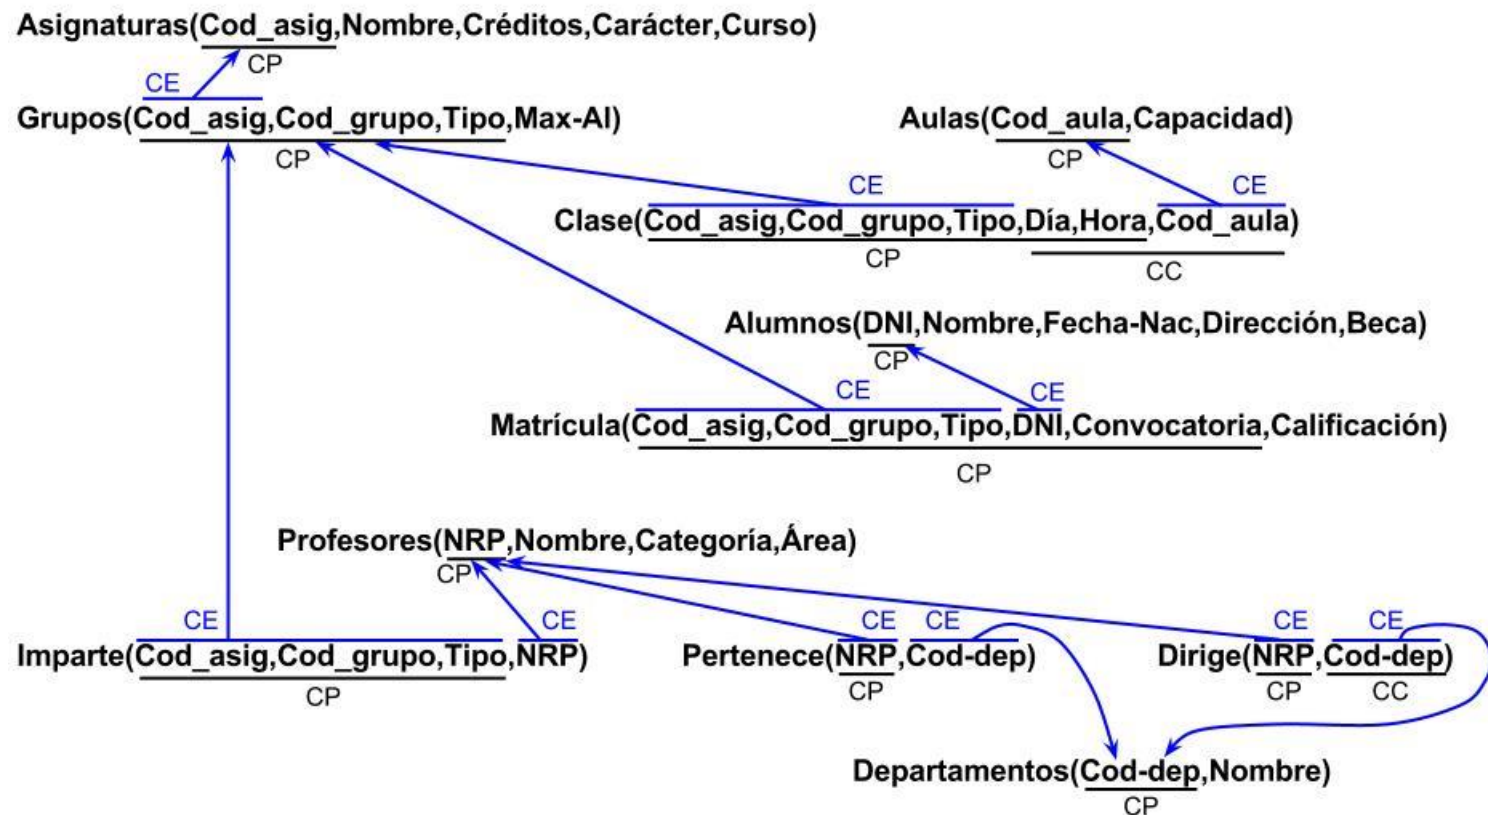 Asignaturas(Cod_asig,Nombre,Créditos,Carácter,Curso)
CP
CE
Grupos(Cod_asig,Cod_grupo,Tipo,Max-Al)
CP
Aulas(Cod_aula,Capacidad)
CP
CE
CE
Clase(Cod_asig,Cod_grupo,Tipo,Día,Hora,Cod_aula)
CP
CC
Alumnos(DNI,Nombre,Fecha-Nac,Dirección,Beca)
CP
CE
CE
Matrícula(Cod_asig,Cod_grupo,Tipo,DNI,Convocatoria,Calificación)
CP
Profesores(NRP,Nombre,Categoría,Área)
CP
CE
CE
Imparte(Cod_asig,Cod_grupo,Tipo,NRP)
CP
CE
CE
Pertenece(NRP,Cod-dep)
CP
CE
CE
Dirige(NRP,Cod-dep)
CP
CC
Departamentos(Cod-dep,Nombre)
CP